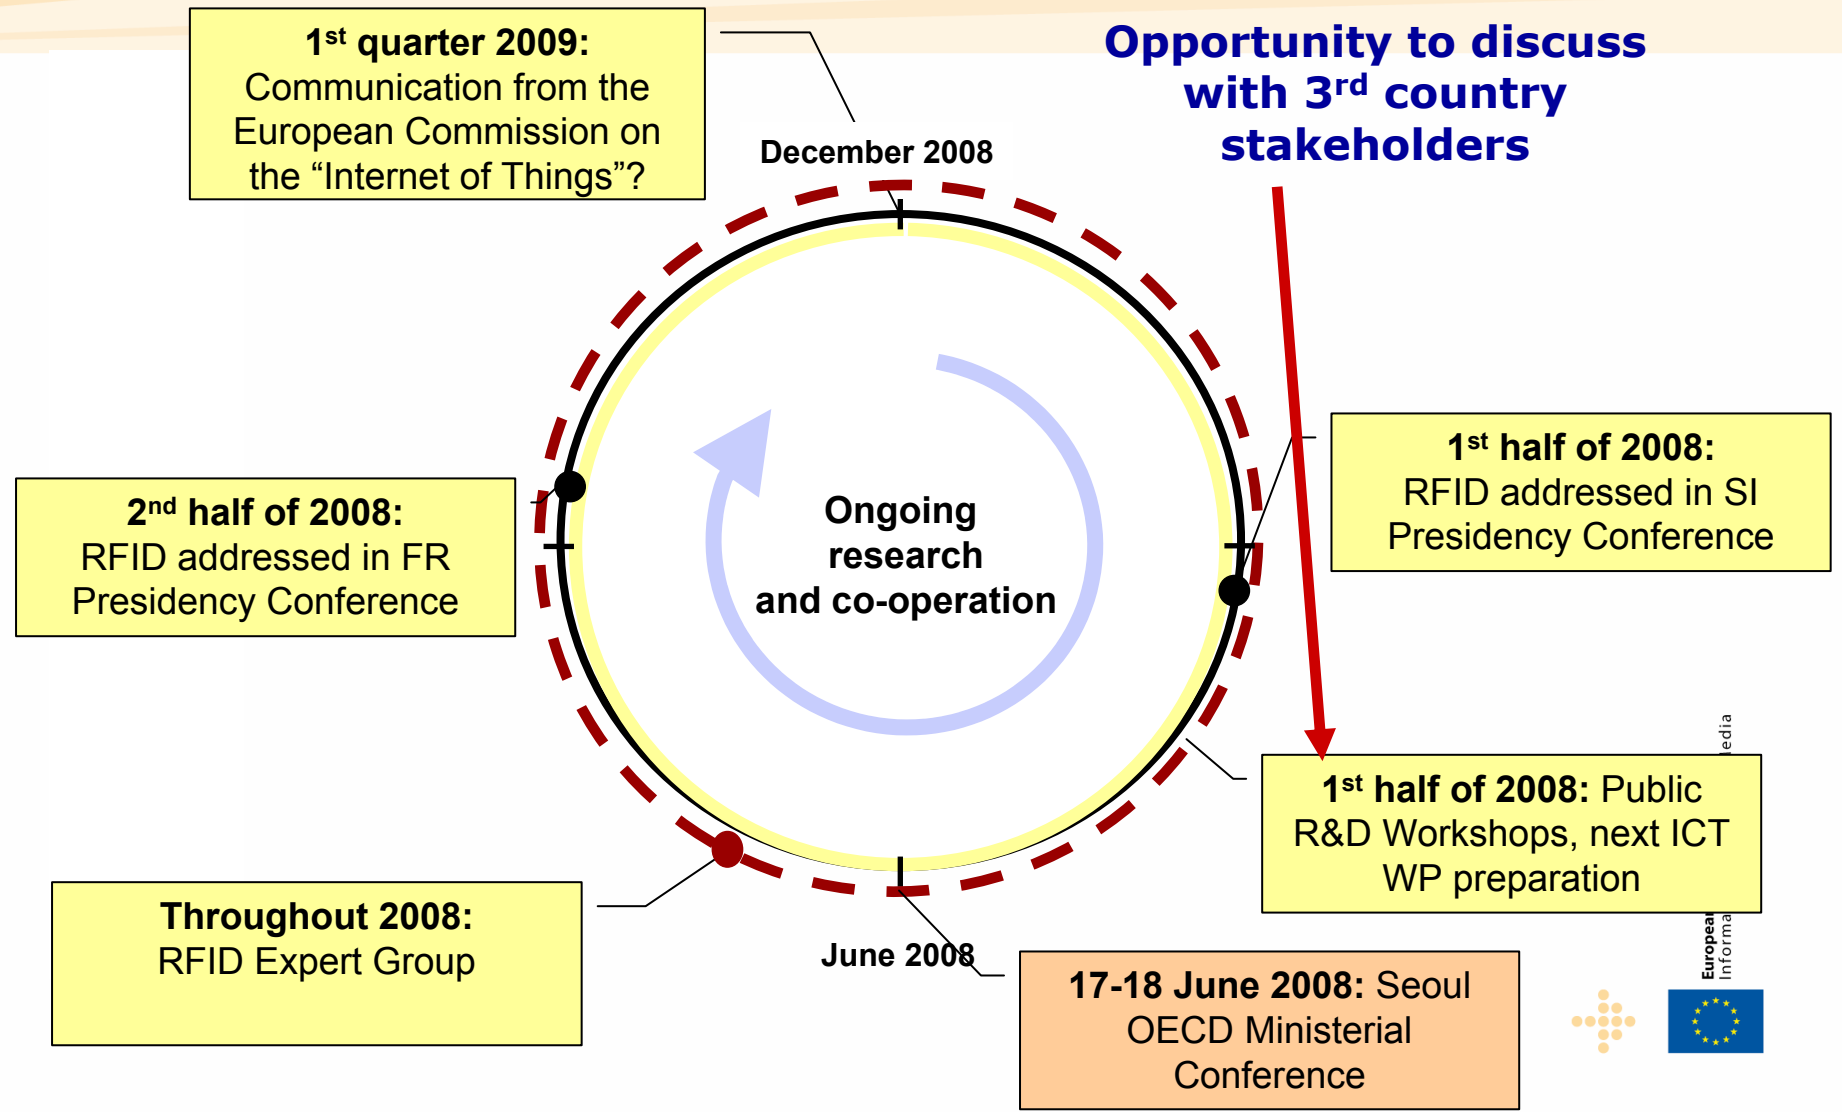 1st quarter 2009:
Communication from the
European Commission on
the “Internet of Things”?
Opportunity to discuss
with 3rd country
stakeholders
December 2008
1st half of 2008:
RFID addressed in SI
Presidency Conference
2nd half of 2008:
RFID addressed in FR
Presidency Conference
Ongoing
research
and co-operation
1st half of 2008: Public
R&D Workshops, next ICT
WP preparation
Throughout 2008:
RFID Expert Group
June 2008
17-18 June 2008: Seoul
OECD Ministerial
Conference